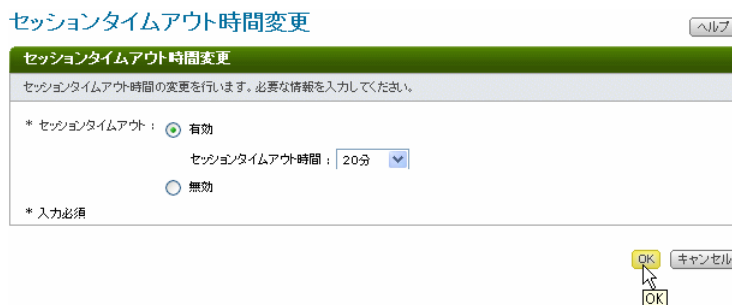 セッションタイムアウト時間変更
ヘルプ
セッションタイムアウト時間変更
セッションタイムアウト時間の変更を行います。必要な情報を入力してください。
* セッションタイムアウト : 有効
セッションタイムアウト時間 : 20分
無効
* 入力必須
OK キャンセル
OK